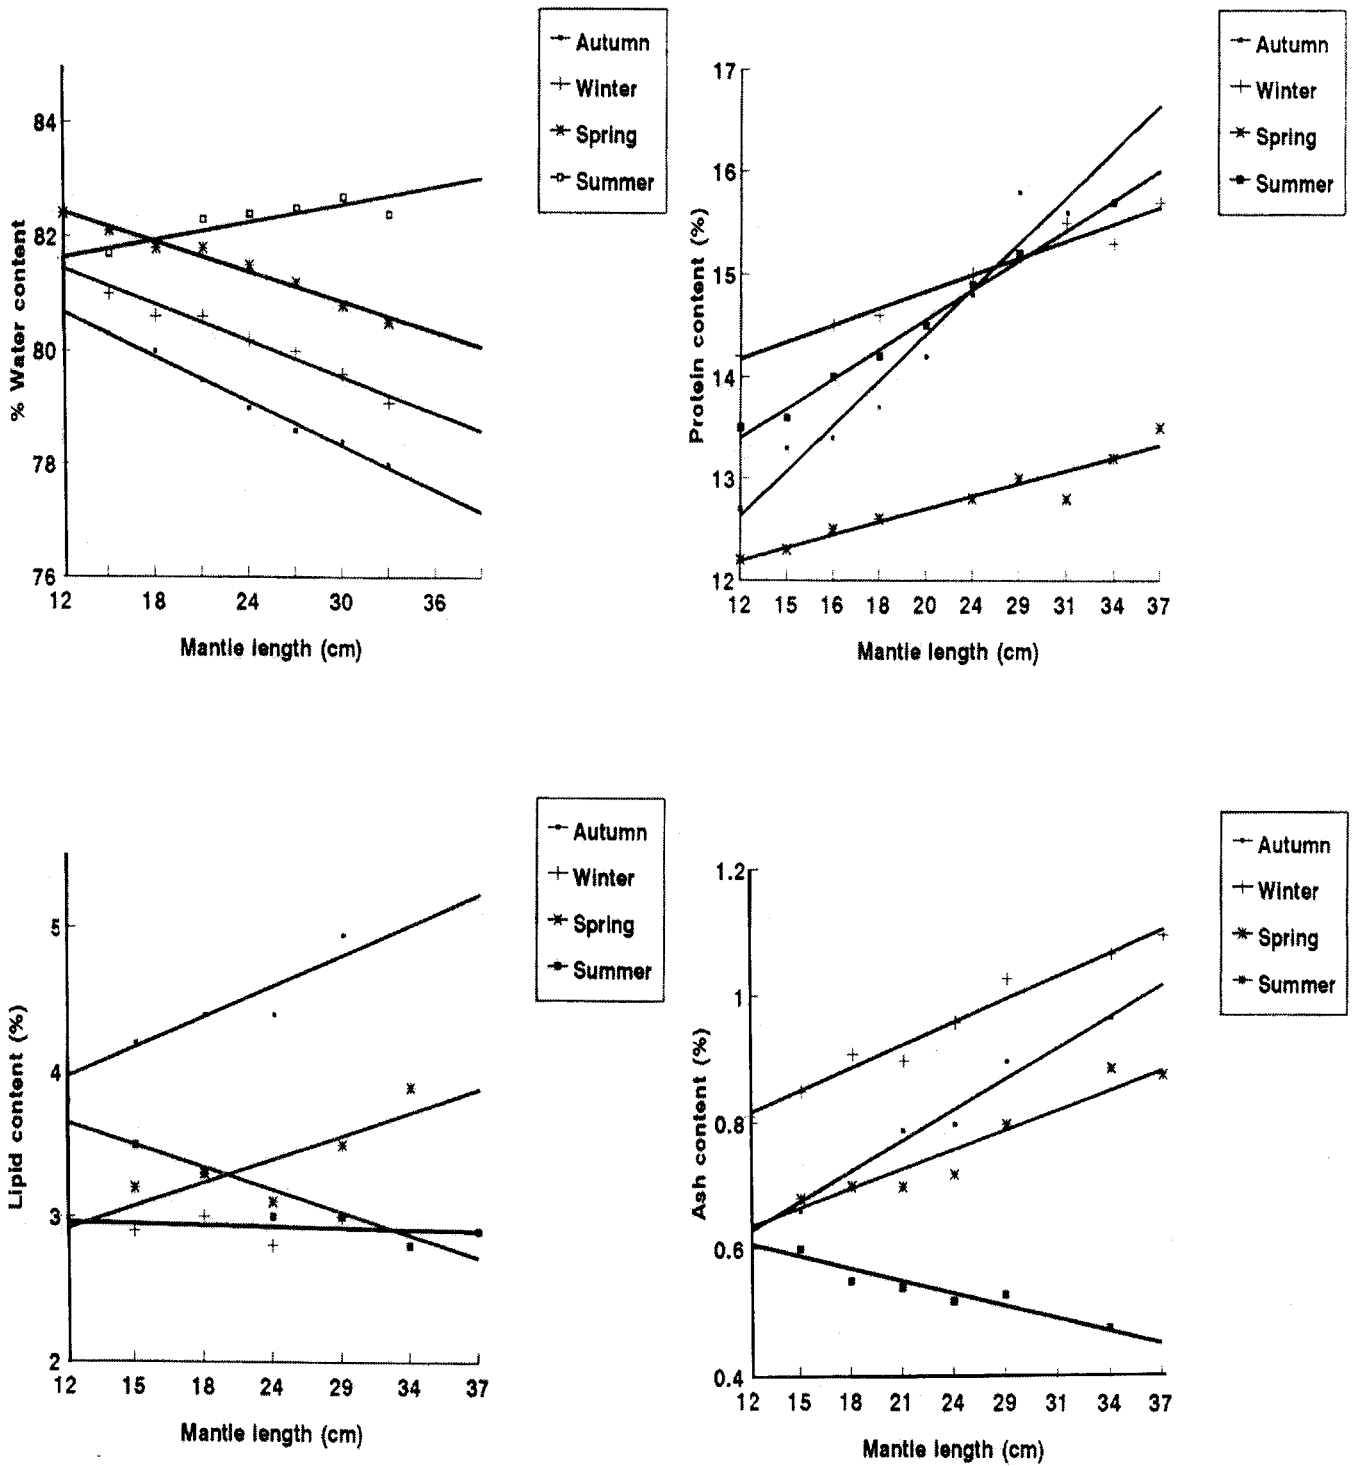 Autumn
Winter
Spring
Summer
84
82
80
78
76
% Water content
12 18 24 30 36
Mantle length (cm)
Autumn
Winter
Spring
Summer
17
16
15
14
13
12
Protein content (%)
12 15 16 18 20 24 29 31 34 37
Mantle length (cm)
Autumn
Winter
Spring
Summer
5
4
3
2
Lipid content (%)
12 15 18 24 29 34 37
Mantle length (cm)
Autumn
Winter
Spring
Summer
1.2
1
0.8
0.6
0.4
Ash content (%)
12 15 18 21 24 29 31 34 37
Mantle length (cm)